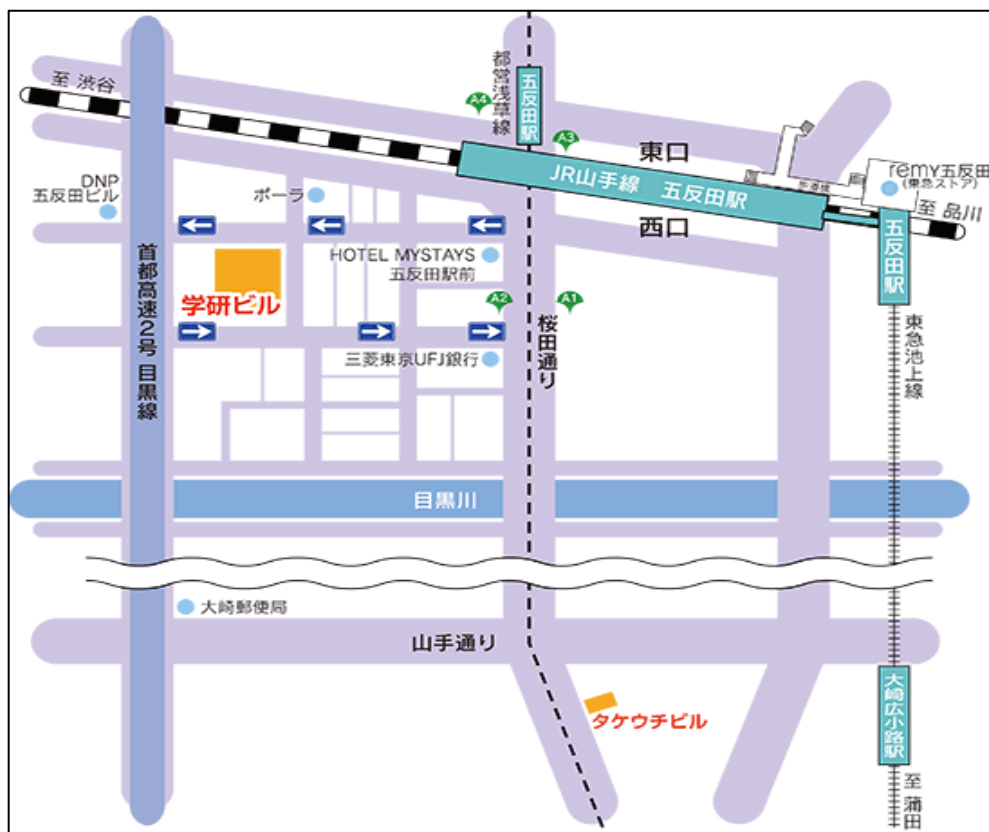 至 渋谷
都営浅草線
五反田駅
A4
A3
東口
JR山手線 五反田駅
西口
remy五反田
(東急ストア)
歩道橋
至 品川
五反田駅
DNP
五反田ビル
ポーラ
HOTEL MYSTAYS
五反田駅前
学研ビル
A2
A1
首都高速2号 目黒線
三菱東京UFJ銀行
桜田通り
東急池上線
目黒川
大崎郵便局
山手通り
タケウチビル
大崎広小路駅
至 蒲田